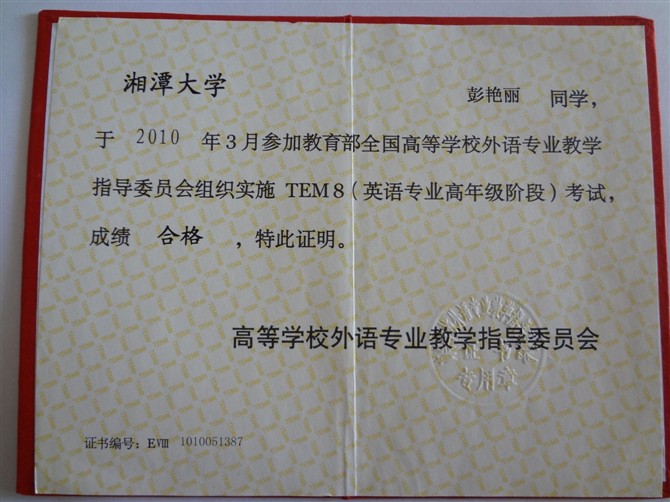 湘潭大学 彭艳丽 同学，
于 2010 年3月参加教育部全国高等学校外语专业教学
指导委员会组织实施 TEM8（英语专业高年级阶段）考试，
成绩 合格 ，特此证明。
高等学校外语专业教学指导委员会
专用章
证书编号：EⅧ 1010051387